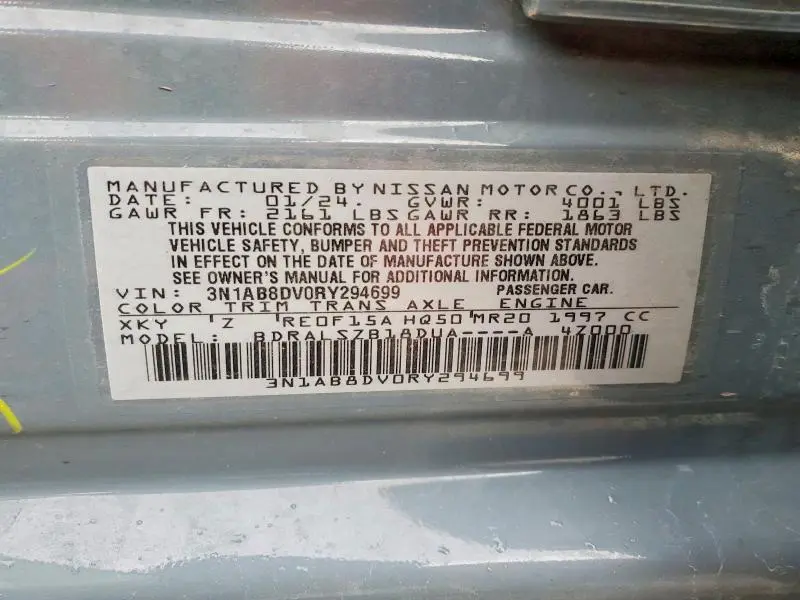 MANUFACTURED BY NISSAN MOTOR CO., LTD.
DATE: 01/24. GVWR: 4001 LBS
GAWR FR: 2161 LBS GAWR RR: 1863 LBS
THIS VEHICLE CONFORMS TO ALL APPLICABLE FEDERAL MOTOR
VEHICLE SAFETY, BUMPER AND THEFT PREVENTION STANDARDS
IN EFFECT ON THE DATE OF MANUFACTURE SHOWN ABOVE.
SEE OWNER'S MANUAL FOR ADDITIONAL INFORMATION.
VIN: 3N1AB8DV0RY294699 PASSENGER CAR.
COLOR TRIM TRANS AXLE ENGINE
XKY 'Z 'RE0F15A HQ50 MR20 1997 CC
MODEL: BDRALSZB18DUA----A 4Z000
3N1AB8DV0RY294699